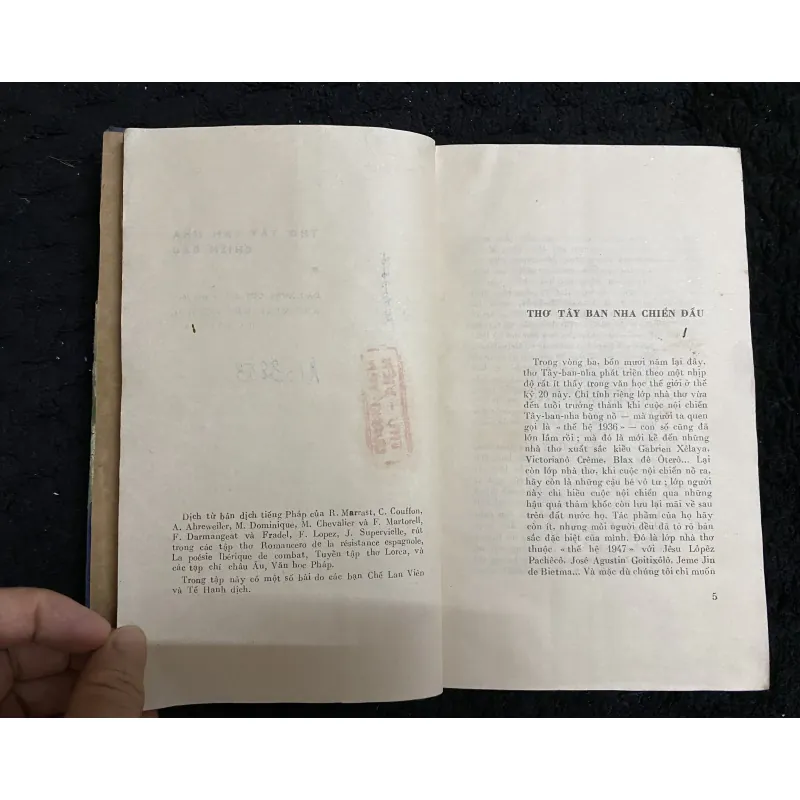 Dịch từ bản dịch tiếng Pháp của R. Marrast, C. Couffon,
A. Ahreweiler, M. Dominique, M. Chevalier và F. Martorell,
F. Darmangeat và Fradel, F. Lopez, J. Supervielle, rút
trong các tập thơ Romancero de la résistance espagnole,
La poésie Ibérique de combat, Tuyển tập thơ Lorca, và
các tạp chí châu Âu, Văn học Pháp.
Trong tập này có một số bài do các bạn Chế Lan Viên
và Tế Hanh dịch.
THƠ TÂY BAN NHA CHIẾN ĐẤU
Trong vòng ba, bốn mươi năm lại đây,
thơ Tây-ban-nha phát triển theo một nhịp
độ rất ít thấy trong văn học thế giới ở thế
kỷ 20 này. Chỉ tính riêng lớp nhà thơ vừa
đến tuổi trưởng thành khi cuộc nội chiến
Tây-ban-nha bùng nổ — mà người ta quen
gọi là « thế hệ 1936 » — con số cũng đã
lớn lắm rồi ; mà đó là mới kể đến những
nhà thơ xuất sắc kiểu Gabrien Xêlaya,
Victorianô Crême, Blax đê Ôtêrô... Lại
còn lớp nhà thơ, khi cuộc nội chiến nổ ra,
hãy còn là những cậu bé vô tư ; lớp người
này chỉ hiểu cuộc nội chiến qua những
hậu quả thảm khốc còn lưu lại mãi về sau
trên đất nước họ. Tác phẩm của họ hãy
còn ít, nhưng mỗi người đều đã tỏ rõ bản
sắc đặc biệt của mình. Đó là lớp nhà thơ
thuộc « thế hệ 1947 » với Jêsu Lôpêz
Pachêcô, José Agustin Goitixôlô, Jeme Jin
de Bietma... Và mặc dù chúng tôi chỉ muốn
5